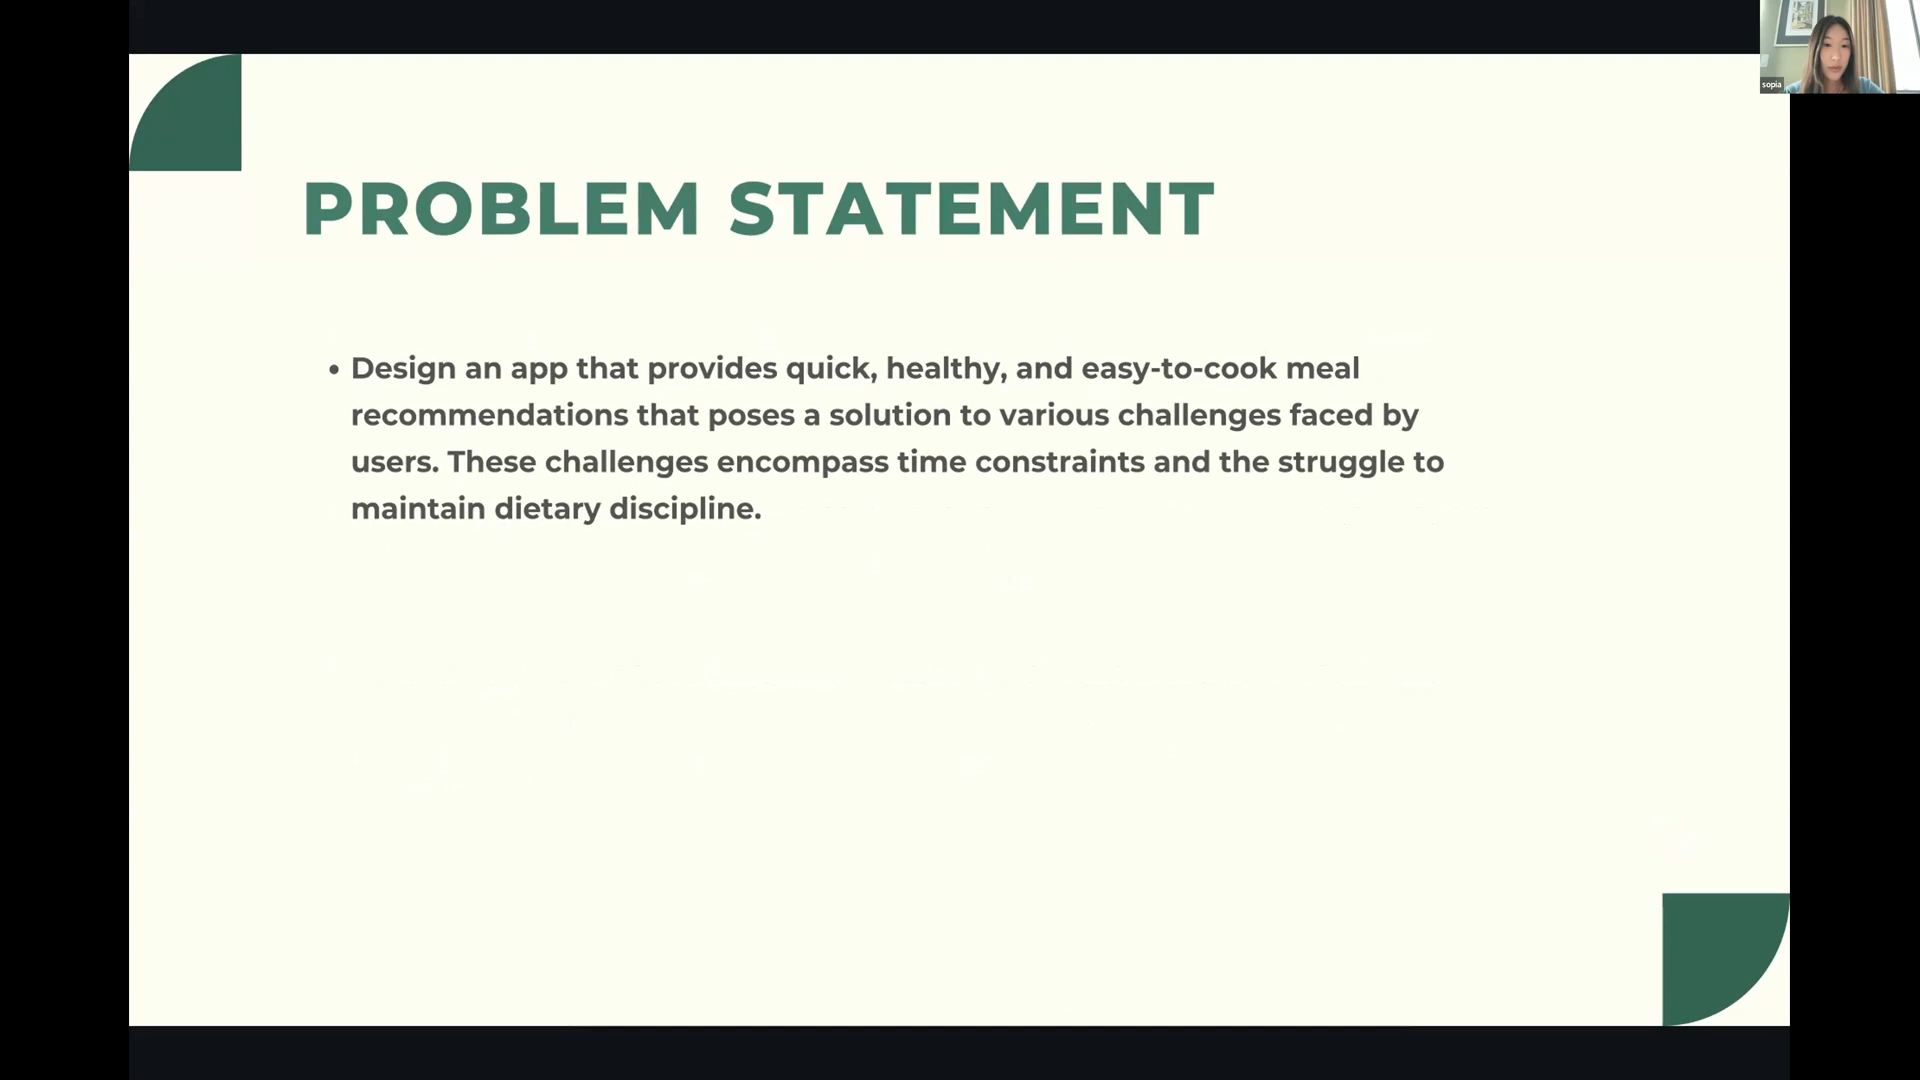 sopia
PROBLEM STATEMENT
• Design an app that provides quick, healthy, and easy-to-cook meal
recommendations that poses a solution to various challenges faced by
users. These challenges encompass time constraints and the struggle to
maintain dietary discipline.